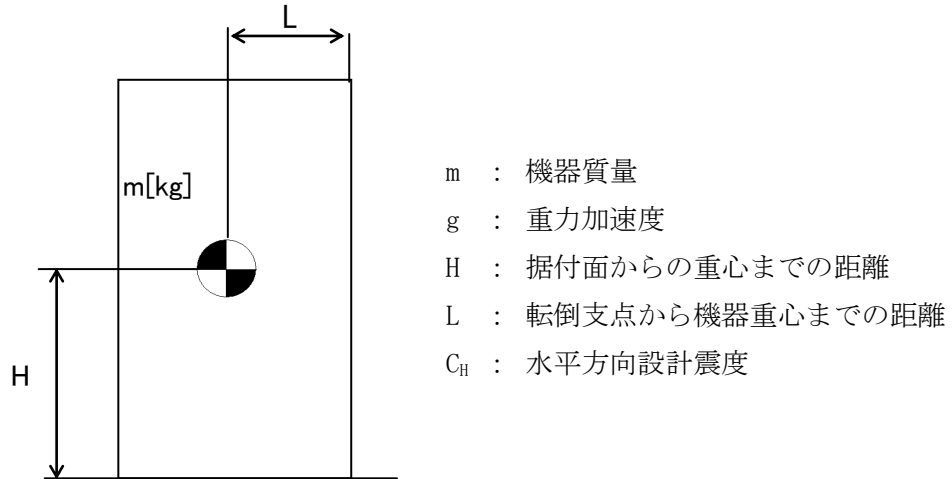 L
m[kg]
H
m : 機器質量
g : 重力加速度
H : 据付面からの重心までの距離
L : 転倒支点から機器重心までの距離
CH : 水平方向設計震度